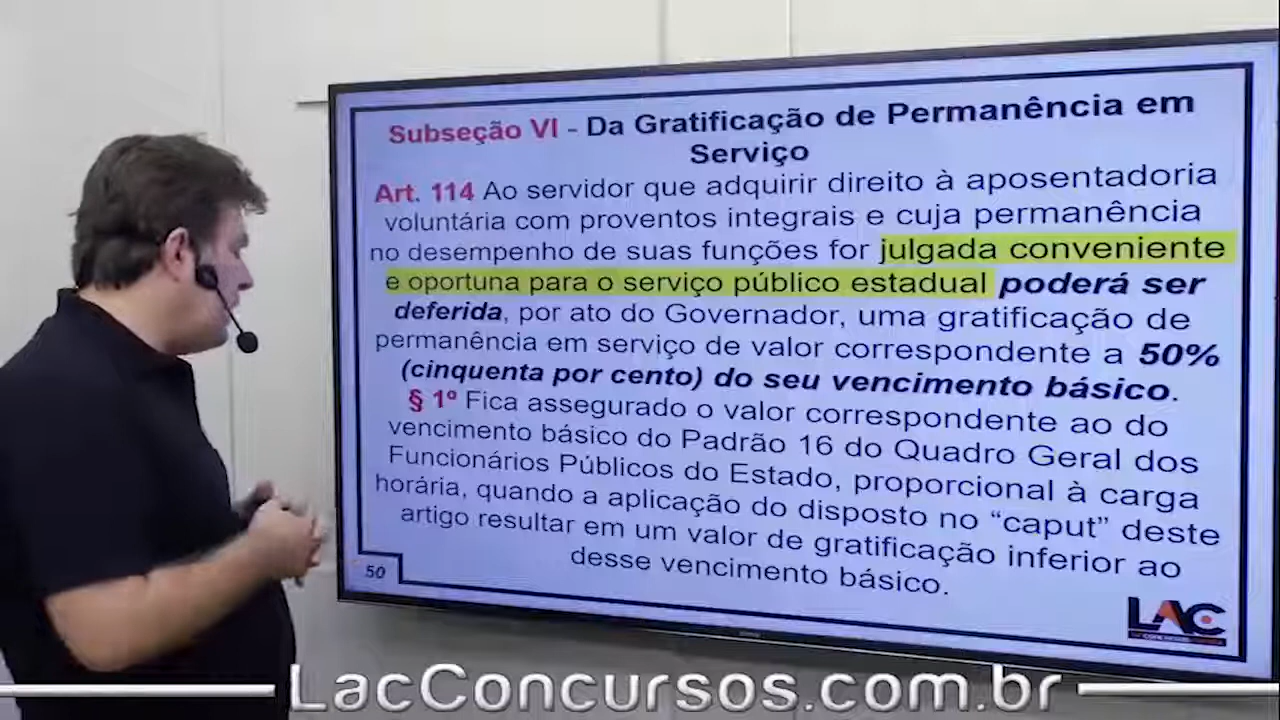 Subseção VI - Da Gratificação de Permanência em
Serviço
Art. 114 Ao servidor que adquirir direito à aposentadoria
voluntária com proventos integrais e cuja permanência
no desempenho de suas funções for julgada conveniente
e oportuna para o serviço público estadual poderá ser
deferida, por ato do Governador, uma gratificação de
permanência em serviço de valor correspondente a 50%
(cinquenta por cento) do seu vencimento básico.
§ 1º Fica assegurado o valor correspondente ao do
vencimento básico do Padrão 16 do Quadro Geral dos
Funcionários Públicos do Estado, proporcional à carga
horária, quando a aplicação do disposto no “caput” deste
artigo resultar em um valor de gratificação inferior ao
desse vencimento básico.
50
LAC
LacConcursos.com.br